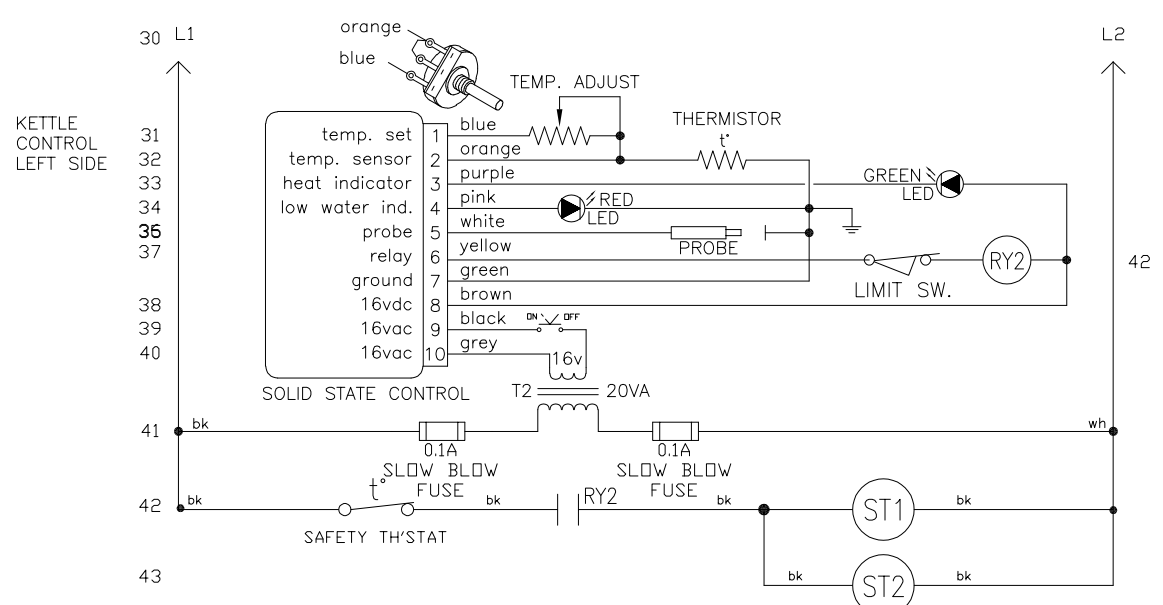 orange
30 L1
L2
blue
TEMP. ADJUST
KETTLE
CONTROL
LEFT SIDE
THERMISTOR
t°
31 temp. set 1 blue
32 temp. sensor 2 orange
33 heat indicator 3 purple
GREEN
LED
34 low water ind. 4 pink
RED
LED
36 probe 5 white
PROBE
37 relay 6 yellow
RY2
42
ground 7 green
LIMIT SW.
38 16vdc 8 brown
39 16vac 9 black
ON OFF
40 16vac 10 grey
16v
SOLID STATE CONTROL
T2 20VA
41 bk wh
0.1A 0.1A
SLOW BLOW SLOW BLOW
FUSE FUSE
t°
42 bk bk RY2 bk ST1 bk
SAFETY TH'STAT
43 bk ST2 bk